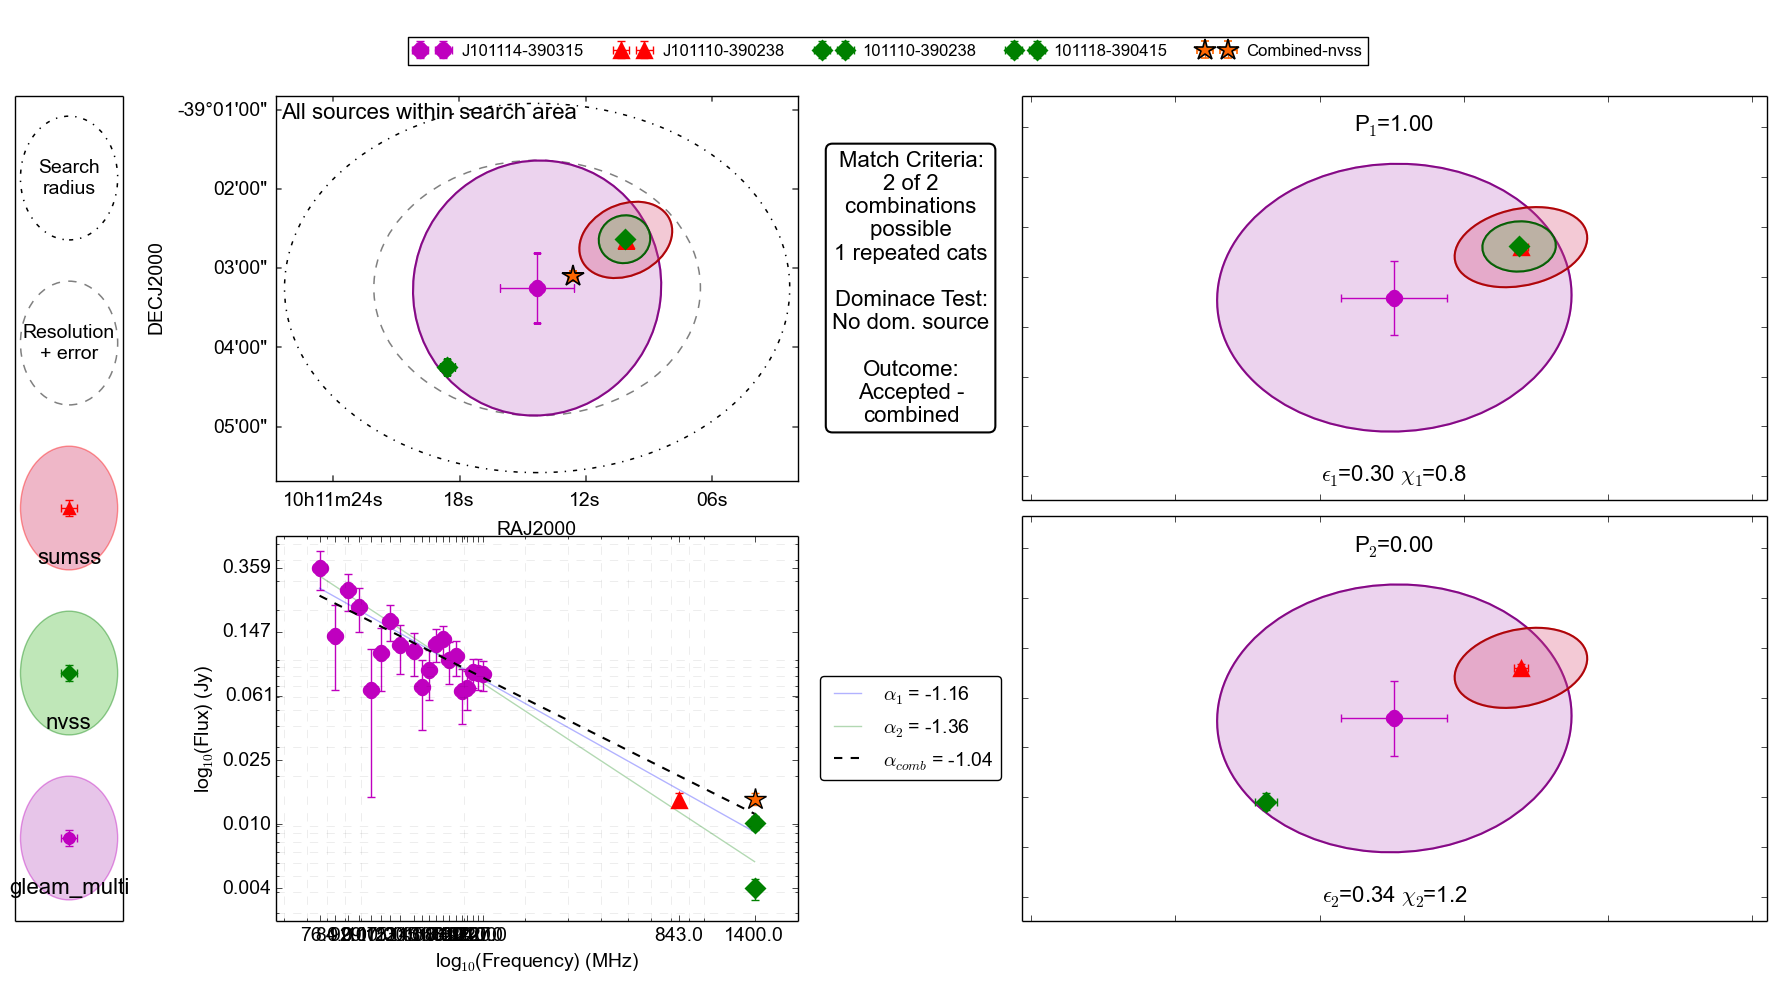 J101114-390315
J101110-390238
101110-390238
101118-390415
Combined-nvss
Search
radius
Resolution
+ error
sumss
nvss
gleam_multi
All sources within search area
-39°01'00"
02'00"
03'00"
04'00"
05'00"
DECJ2000
10h11m24s
18s
12s
06s
RAJ2000
Match Criteria:
2 of 2
combinations
possible
1 repeated cats
Dominace Test:
No dom. source
Outcome:
Accepted -
combined
P1=1.00
ϵ1=0.30 χ1=0.8
P2=0.00
ϵ2=0.34 χ2=1.2
0.359
0.147
0.061
0.025
0.010
0.004
log10(Flux) (Jy)
843.0
1400.0
log10(Frequency) (MHz)
α1 = -1.16
α2 = -1.36
αcomb = -1.04